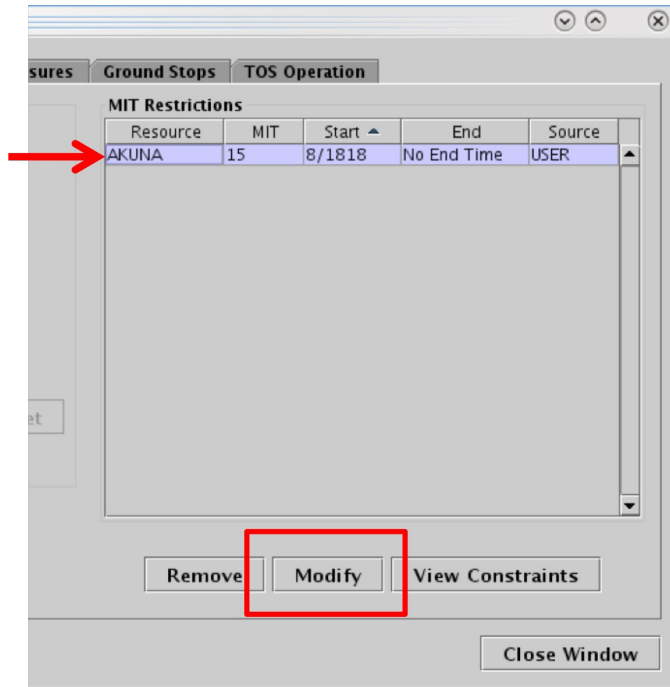 sures Ground Stops TOS Operation
MIT Restrictions
Resource MIT Start End Source
AKUNA 15 8/1818 No End Time USER
et
Remove Modify View Constraints
Close Window